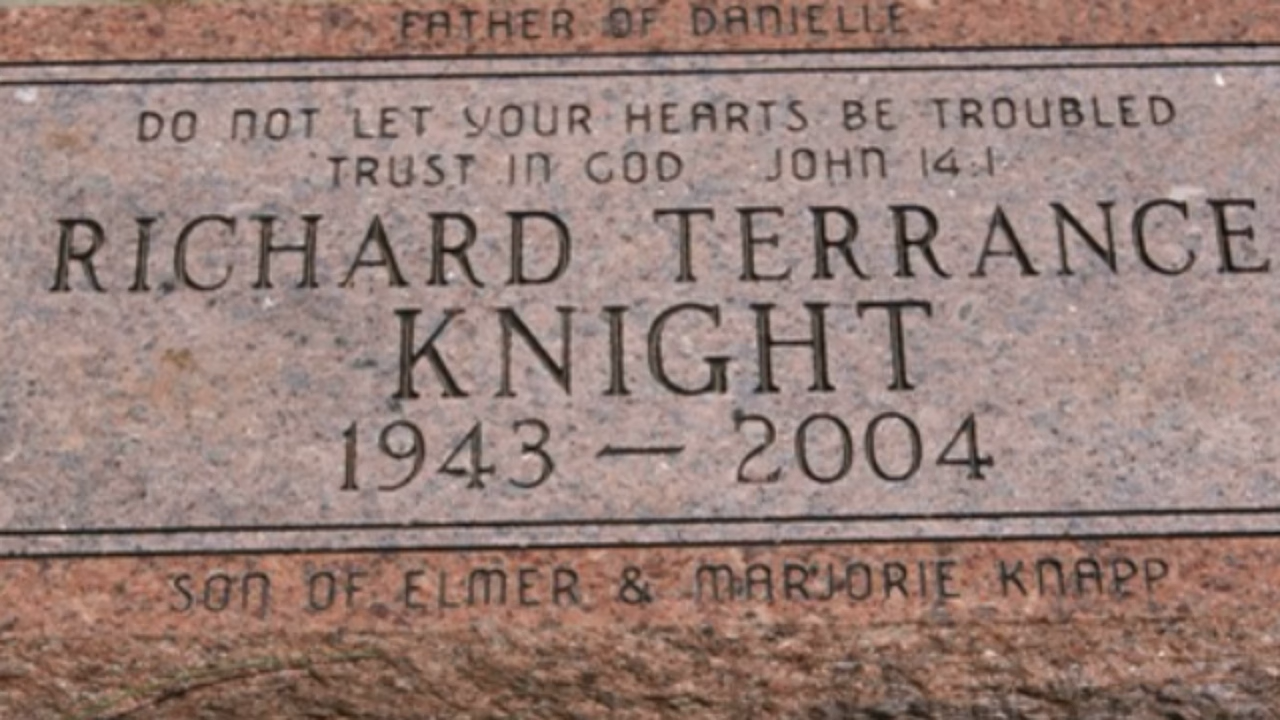 FATHER OF DANIELLE
DO NOT LET YOUR HEARTS BE TROUBLED
TRUST IN GOD JOHN 14:1
RICHARD TERRANCE
KNIGHT
1943 — 2004
SON OF ELMER & MARJORIE KNAPP